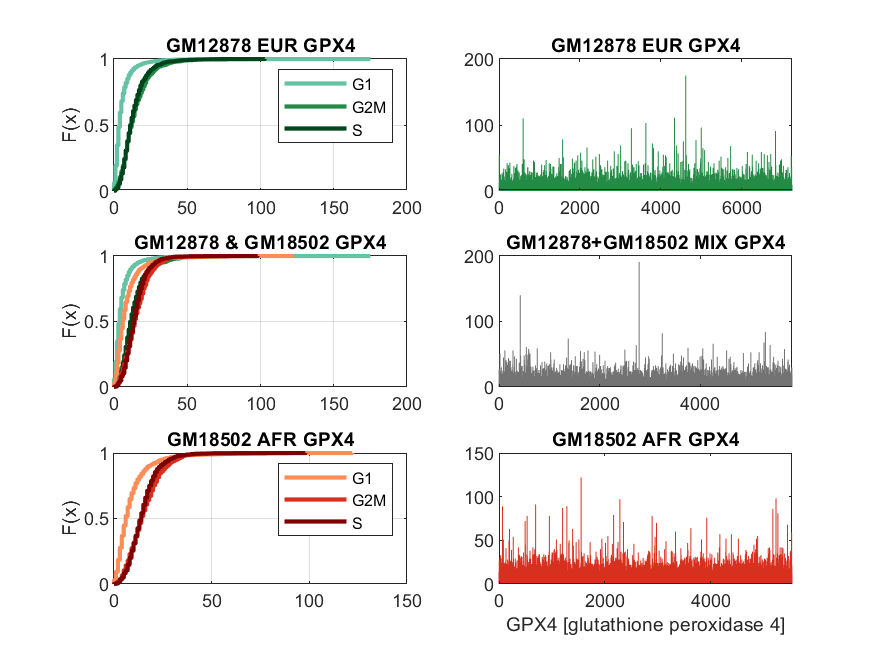 GM12878 EUR GPX4
F(x)
1
0.5
0
G1
G2M
S
0 50 100 150 200
GM12878 EUR GPX4
200
100
0
0 2000 4000 6000
GM12878 & GM18502 GPX4
F(x)
1
0.5
0
0 50 100 150 200
GM12878+GM18502 MIX GPX4
200
100
0
0 2000 4000
GM18502 AFR GPX4
F(x)
1
0.5
0
G1
G2M
S
0 50 100 150
GM18502 AFR GPX4
150
100
50
0
0 2000 4000
GPX4 [glutathione peroxidase 4]